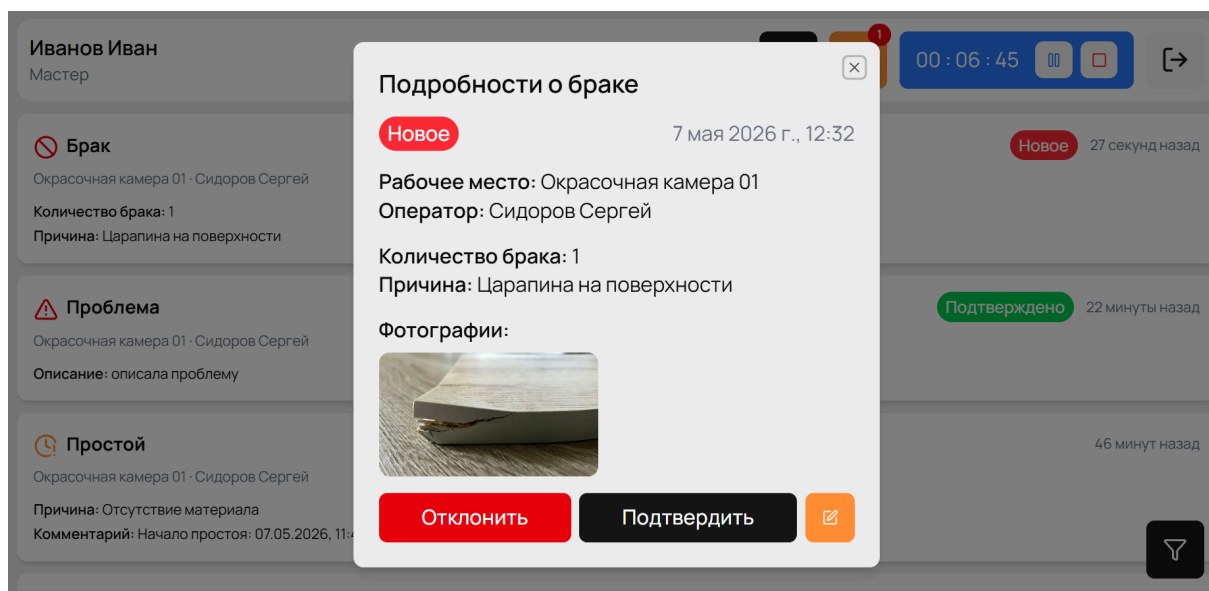 Иванов Иван
Мастер
1
00 : 06 : 45
Брак
Новое
27 секунд назад
Окрасочная камера 01 · Сидоров Сергей
Количество брака: 1
Причина: Царапина на поверхности
Проблема
Подтверждено
22 минуты назад
Окрасочная камера 01 · Сидоров Сергей
Описание: описала проблему
Простой
46 минут назад
Окрасочная камера 01 · Сидоров Сергей
Причина: Отсутствие материала
Комментарий: Начало простоя: 07.05.2026, 11:
Подробности о браке
Новое
7 мая 2026 г., 12:32
Рабочее место: Окрасочная камера 01
Оператор: Сидоров Сергей
Количество брака: 1
Причина: Царапина на поверхности
Фотографии:
Отклонить
Подтвердить